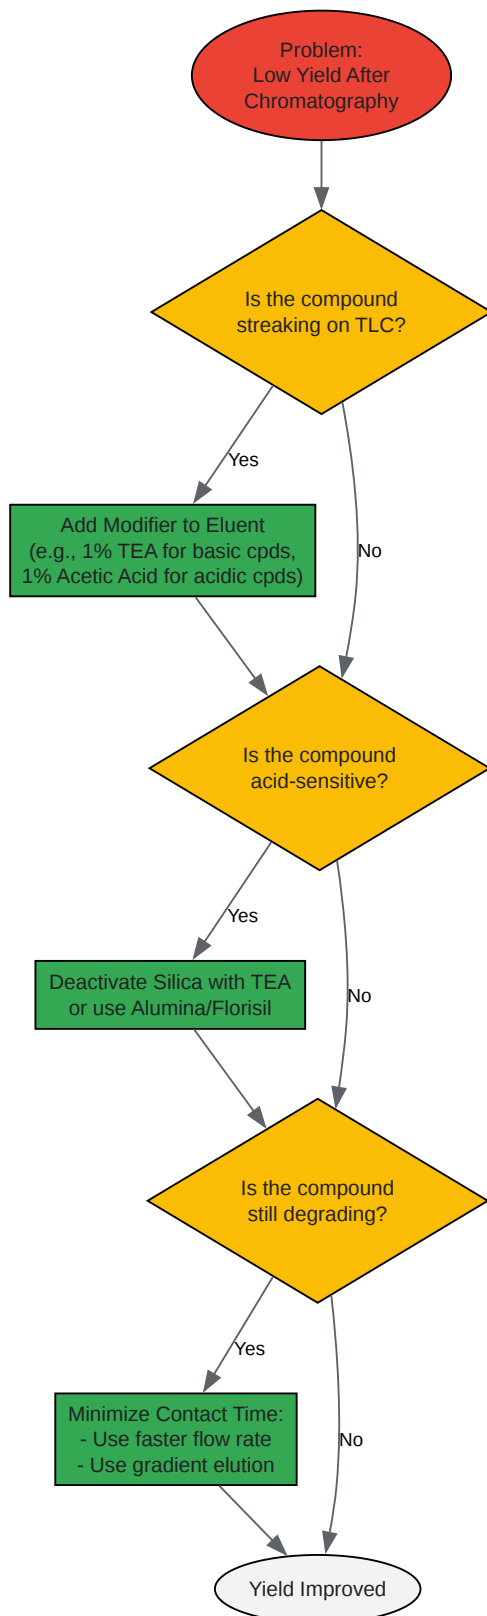 Problem:
Low Yield After
Chromatography
Is the compound
streaking on TLC?
Yes
Add Modifier to Eluent
(e.g., 1% TEA for basic cpds,
1% Acetic Acid for acidic cpds)
No
Is the compound
acid-sensitive?
Yes
Deactivate Silica with TEA
or use Alumina/Florisil
No
Is the compound
still degrading?
Yes
Minimize Contact Time:
- Use faster flow rate
- Use gradient elution
No
Yield Improved